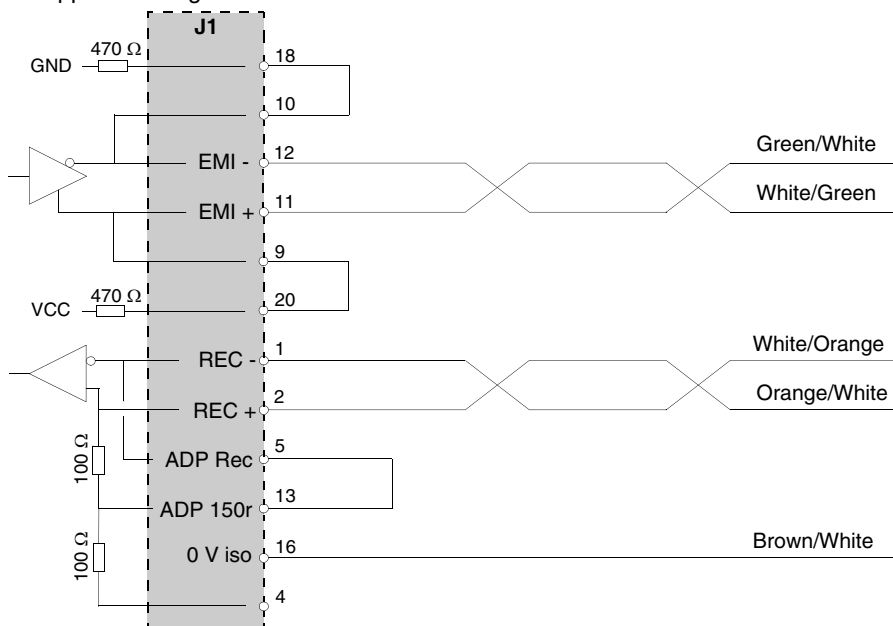 J1
GND
470 Ω
18
10
EMI -
12
Green/White
EMI +
11
White/Green
9
VCC
470 Ω
20
REC -
1
White/Orange
REC +
2
Orange/White
100 Ω
ADP Rec
5
ADP 150r
13
100 Ω
0 V iso
16
Brown/White
4